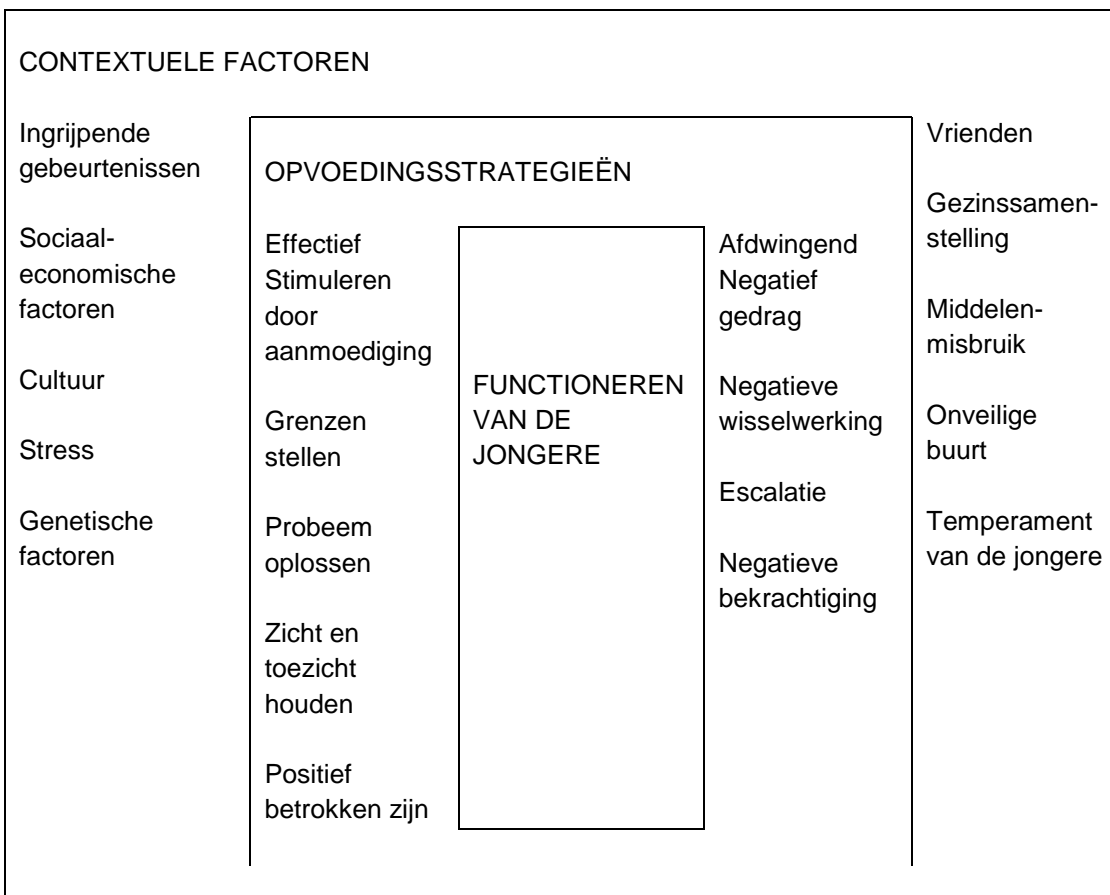 CONTEXTUELE FACTOREN
Ingrijpende
gebeurtenissen
Sociaal-
economische
factoren
Cultuur
Stress
Genetische
factoren
OPVOEDINGSSTRATEGIEËN
Effectief
Stimuleren
door
aanmoediging
Grenzen
stellen
Probeem
oplossen
Zicht en
toezicht
houden
Positief
betrokken zijn
FUNCTIONEREN
VAN DE
JONGERE
Afdwingend
Negatief
gedrag
Negatieve
wisselwerking
Escalatie
Negatieve
bekrachtiging
Vrienden
Gezinssamen-
stelling
Middelen-
misbruik
Onveilige
buurt
Temperament
van de jongere